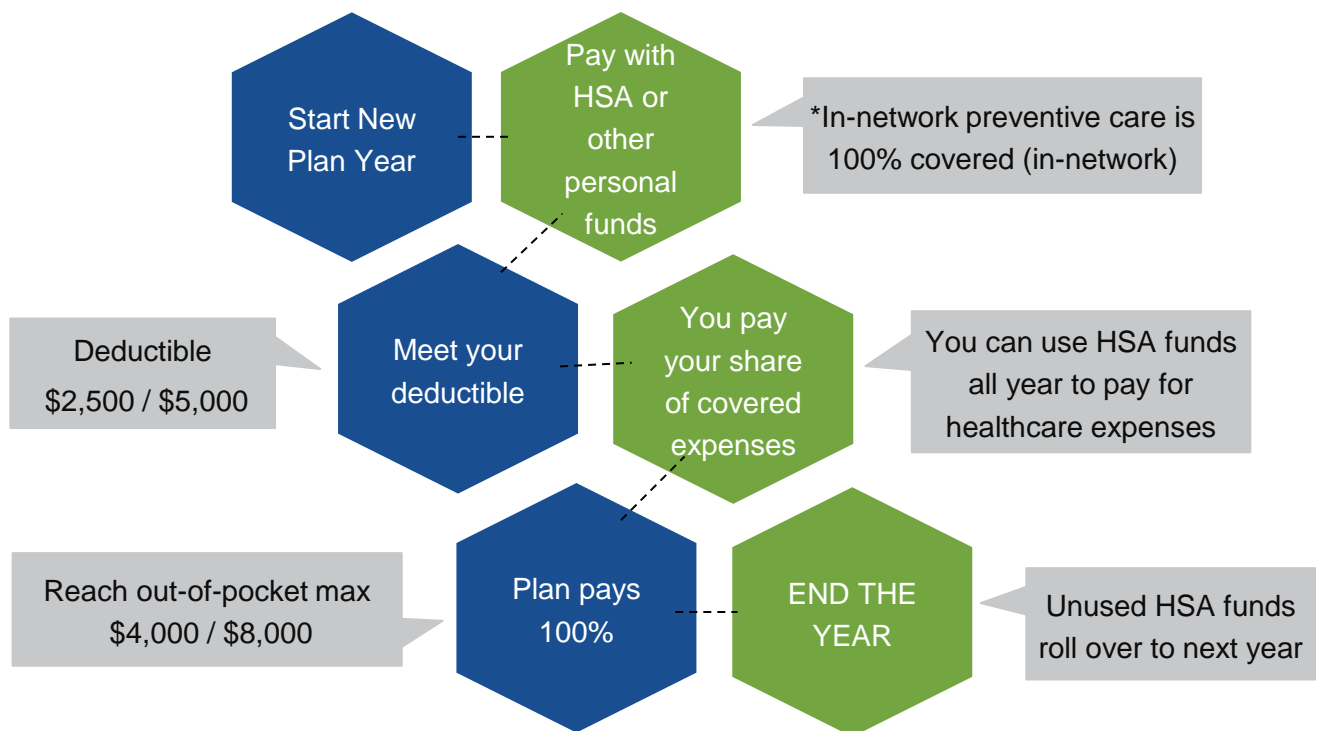 Start New
Plan Year
Pay with
HSA or
other
personal
funds
*In-network preventive care is
100% covered (in-network)
Deductible
$2,500 / $5,000
Meet your
deductible
You pay
your share
of covered
expenses
You can use HSA funds
all year to pay for
healthcare expenses
Reach out-of-pocket max
$4,000 / $8,000
Plan pays
100%
END THE
YEAR
Unused HSA funds
roll over to next year